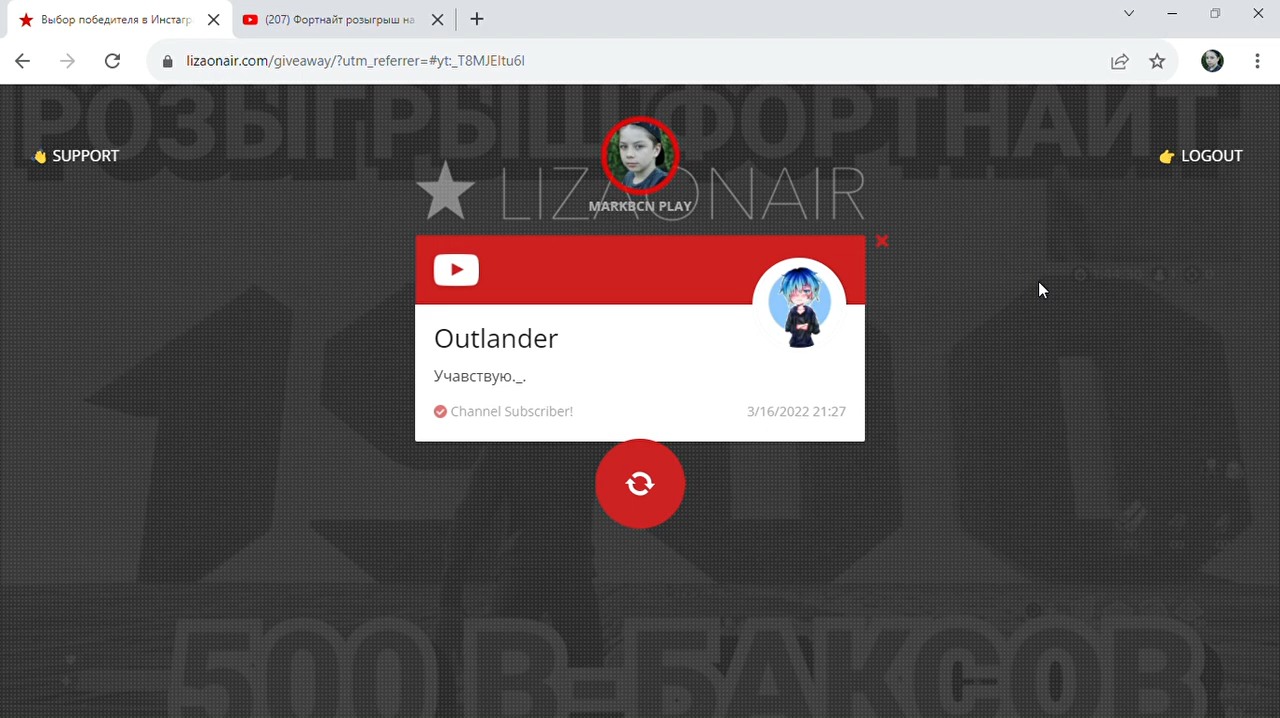 Выбор победителя в Инстагр
(207) Фортнайт розыгрыш на
lizaonair.com/giveaway/?utm_referrer=#yt:_T8MJEItu6I
РОЗЫГРЫШ ФОРТНАЙТ
SUPPORT
LOGOUT
LIZAONAIR
MARKBCN PLAY
Outlander
Учавствую._.
Channel Subscriber!
3/16/2022 21:27
500 В-БАКСОВ